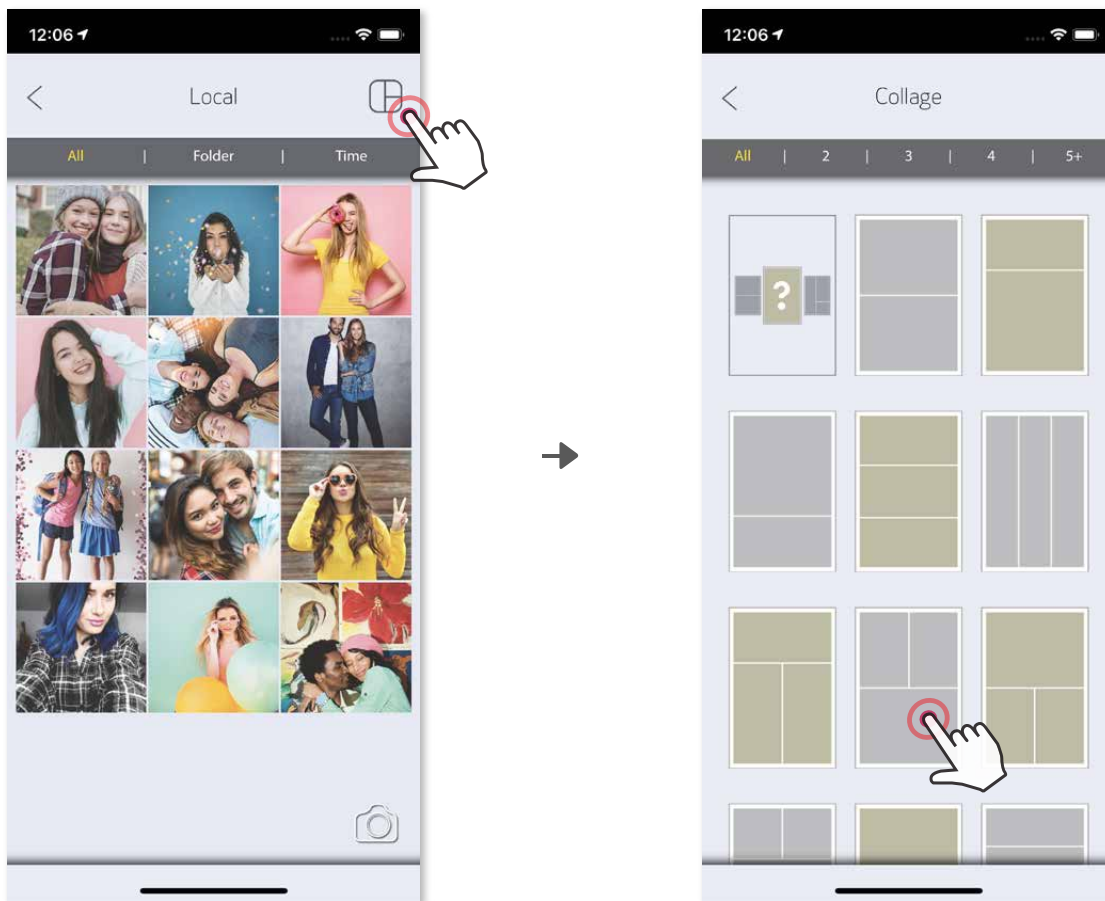 12:06
Local
All | Folder | Time
12:06
Collage
All | 2 | 3 | 4 | 5+
?